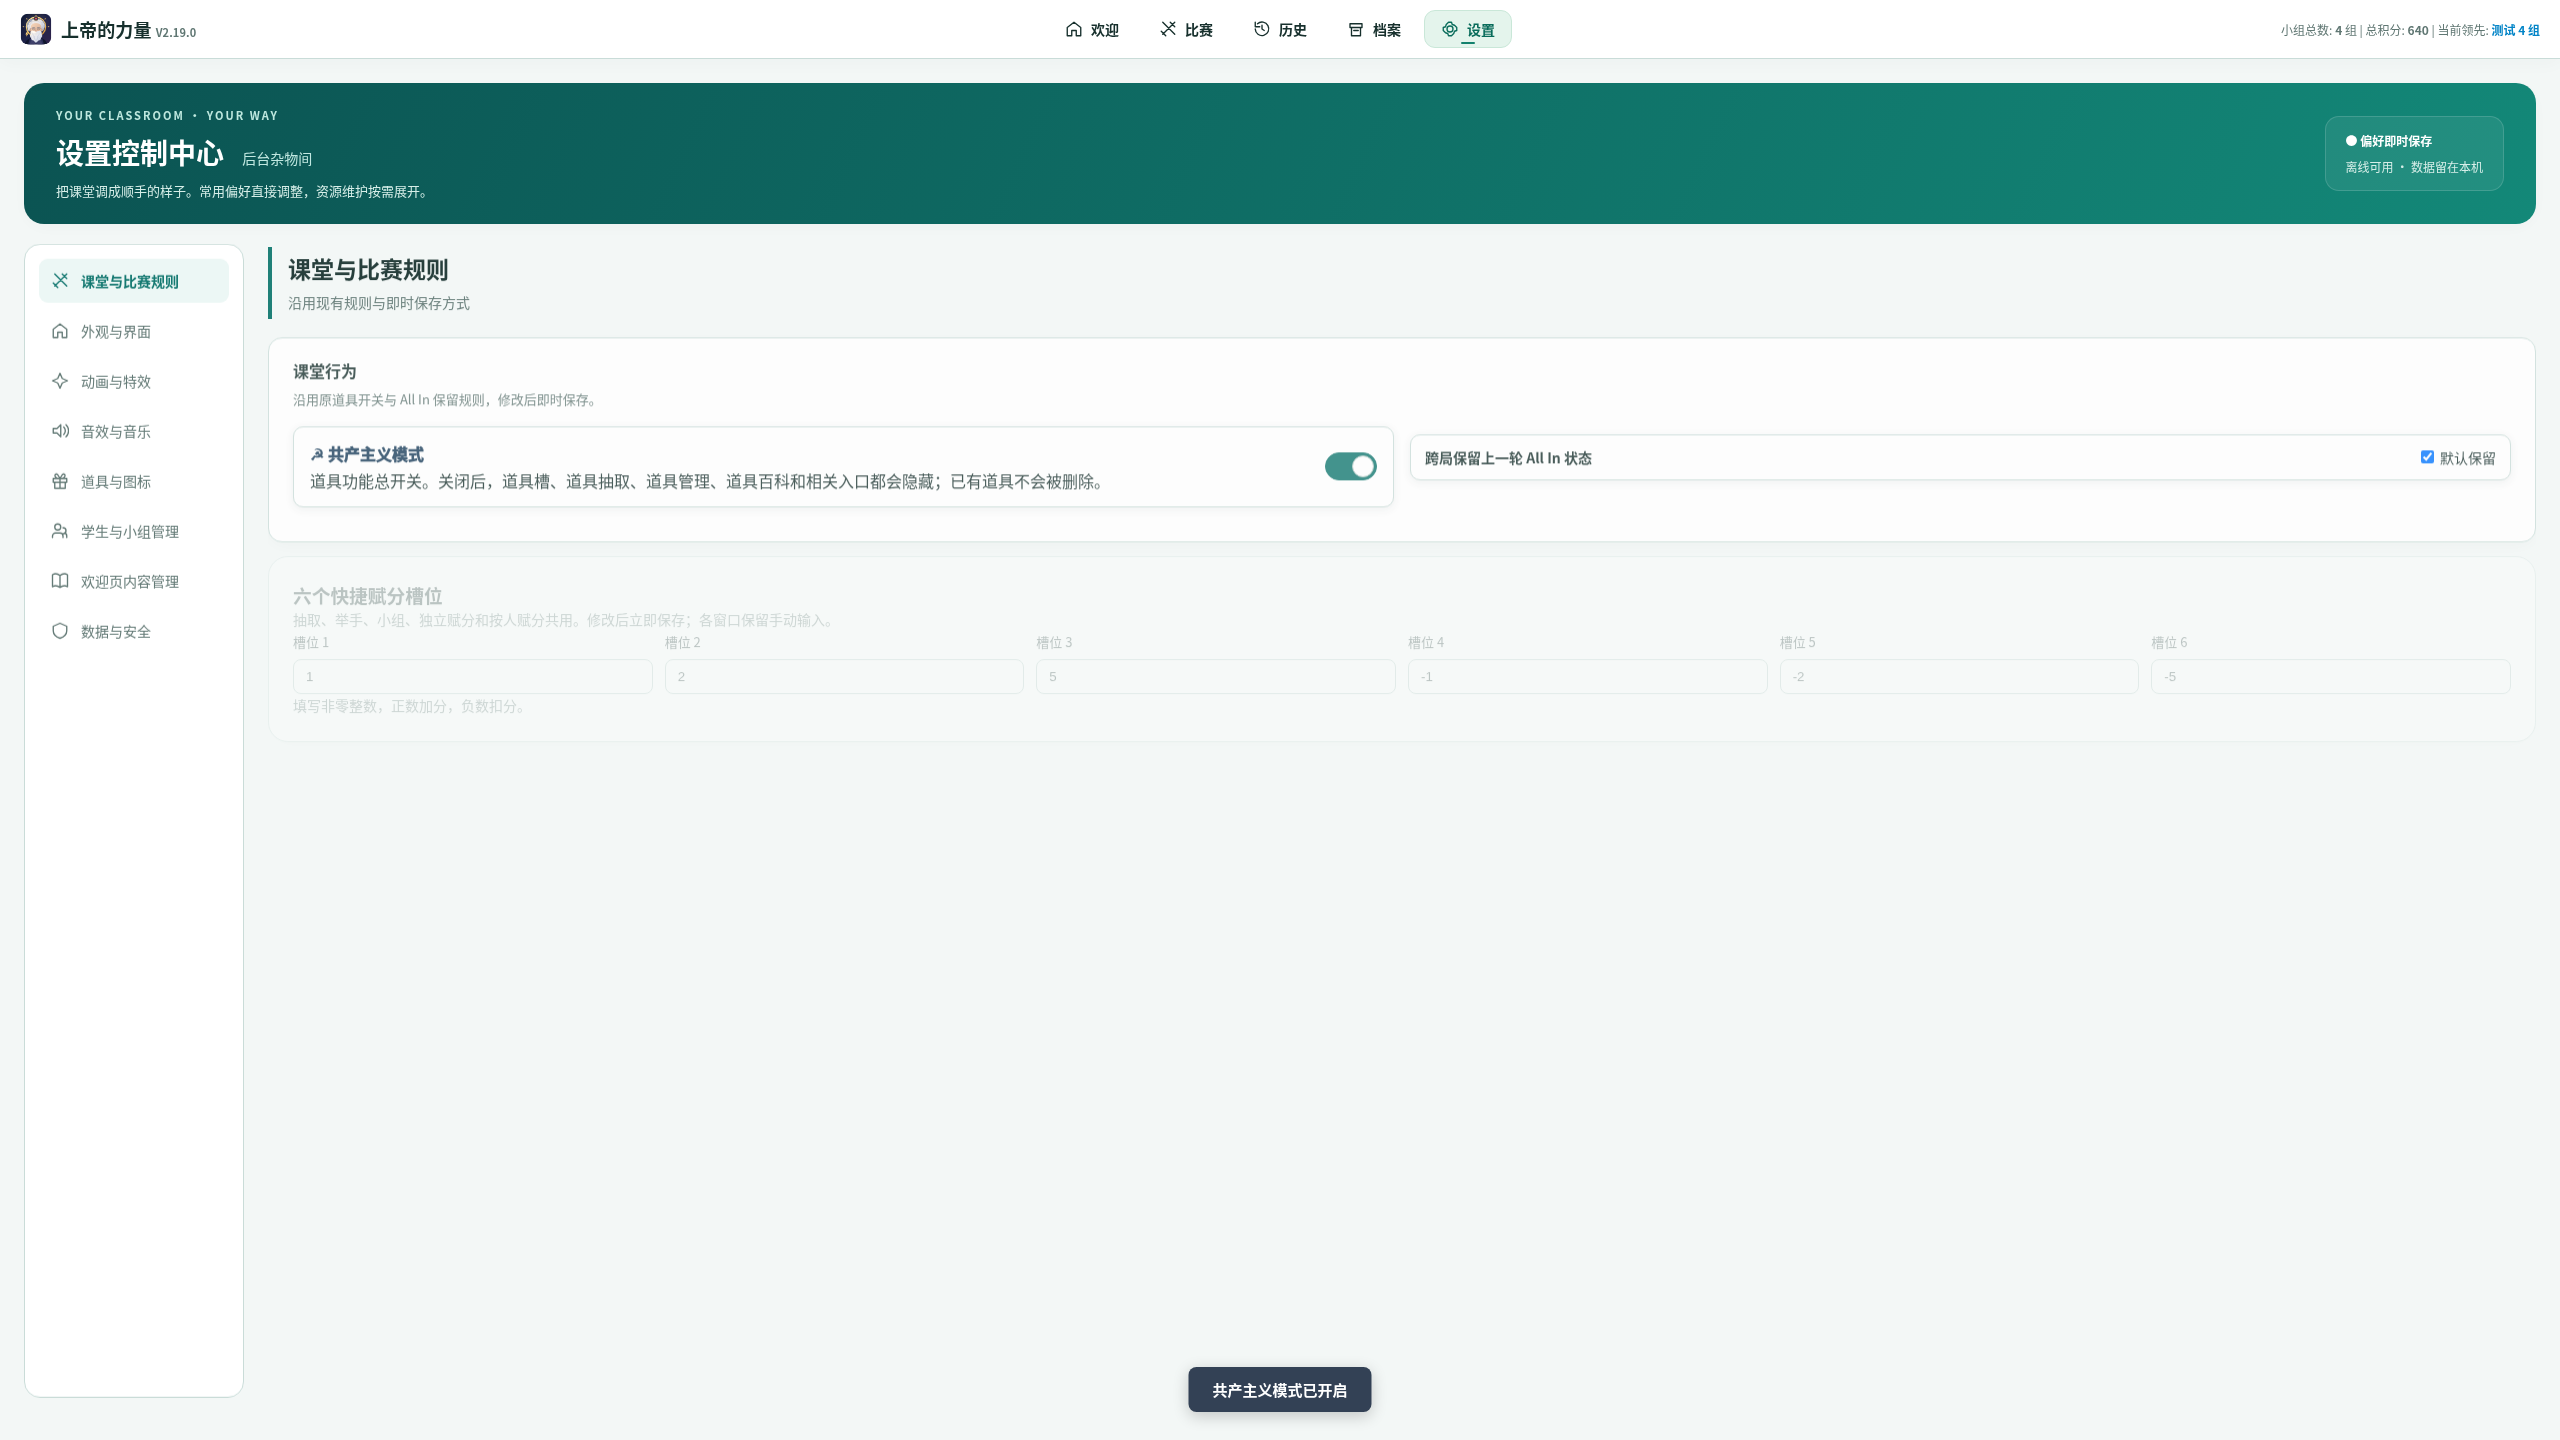 上帝的力量 V2.19.0
欢迎
比赛
历史
档案
设置
小组总数: 4 组 | 总积分: 640 | 当前领先: 测试 4 组
YOUR CLASSROOM · YOUR WAY
设置控制中心 后台杂物间
把课堂调成顺手的样子。常用偏好直接调整，资源维护按需展开。
偏好即时保存
离线可用 · 数据留在本机
课堂与比赛规则
外观与界面
动画与特效
音效与音乐
道具与图标
学生与小组管理
欢迎页内容管理
数据与安全
课堂与比赛规则
沿用现有规则与即时保存方式
课堂行为
沿用原道具开关与 All In 保留规则，修改后即时保存。
☭ 共产主义模式
道具功能总开关。关闭后，道具槽、道具抽取、道具管理、道具百科和相关入口都会隐藏；已有道具不会被删除。
跨局保留上一轮 All In 状态
默认保留
六个快捷赋分槽位
抽取、举手、小组、独立赋分和按人赋分共用。修改后立即保存；各窗口保留手动输入。
槽位 1
槽位 2
槽位 3
槽位 4
槽位 5
槽位 6
1
2
5
-1
-2
-5
填写非零整数，正数加分，负数扣分。
共产主义模式已开启